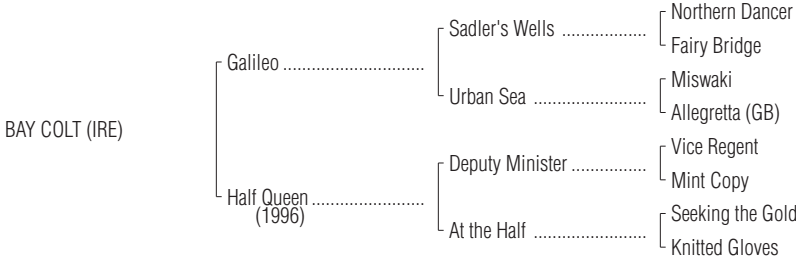 Northern Dancer
Sadler's Wells ..................
Fairy Bridge
Galileo ..............................
Miswaki
Urban Sea ........................
Allegretta (GB)
BAY COLT (IRE)
Vice Regent
Deputy Minister ................
Mint Copy
Half Queen ........................
(1996)
Seeking the Gold
At the Half ........................
Knitted Gloves